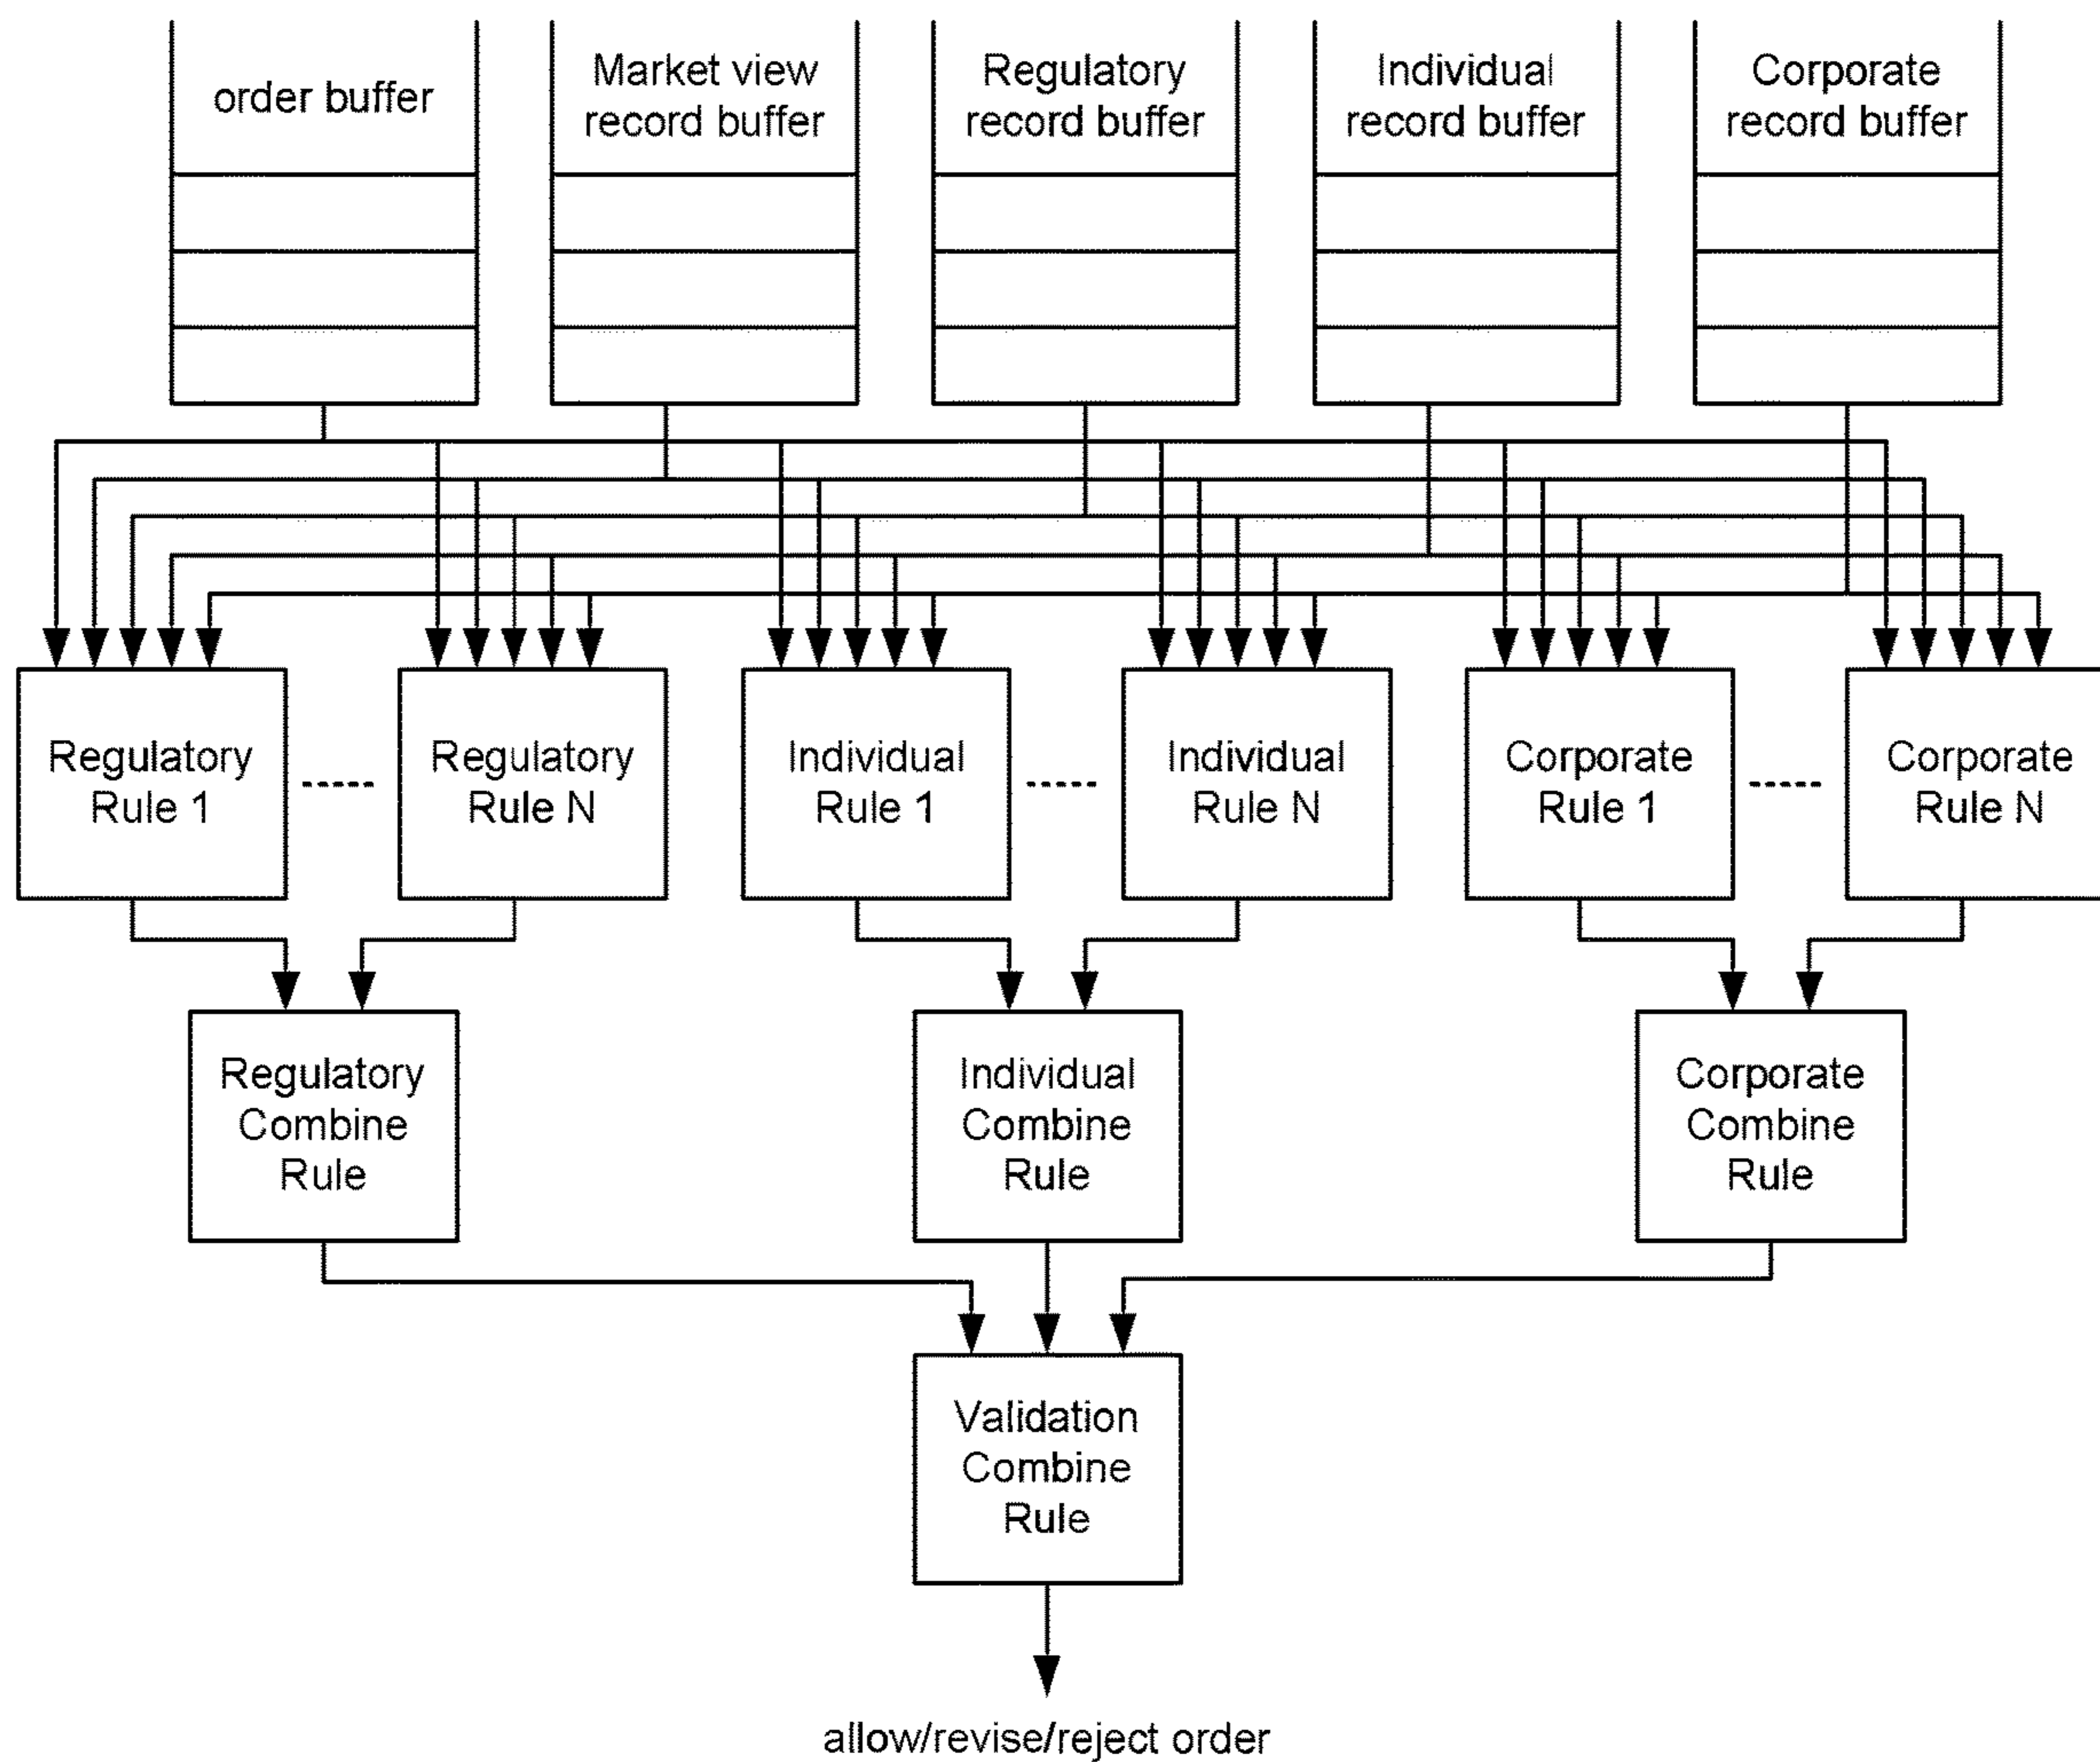 order buffer
Market view
record buffer
Regulatory
record buffer
Individual
record buffer
Corporate
record buffer
Regulatory
Rule 1
Regulatory
Rule N
Individual
Rule 1
Individual
Rule N
Corporate
Rule 1
Corporate
Rule N
Regulatory
Combine
Rule
Individual
Combine
Rule
Corporate
Combine
Rule
Validation
Combine
Rule
allow/revise/reject order